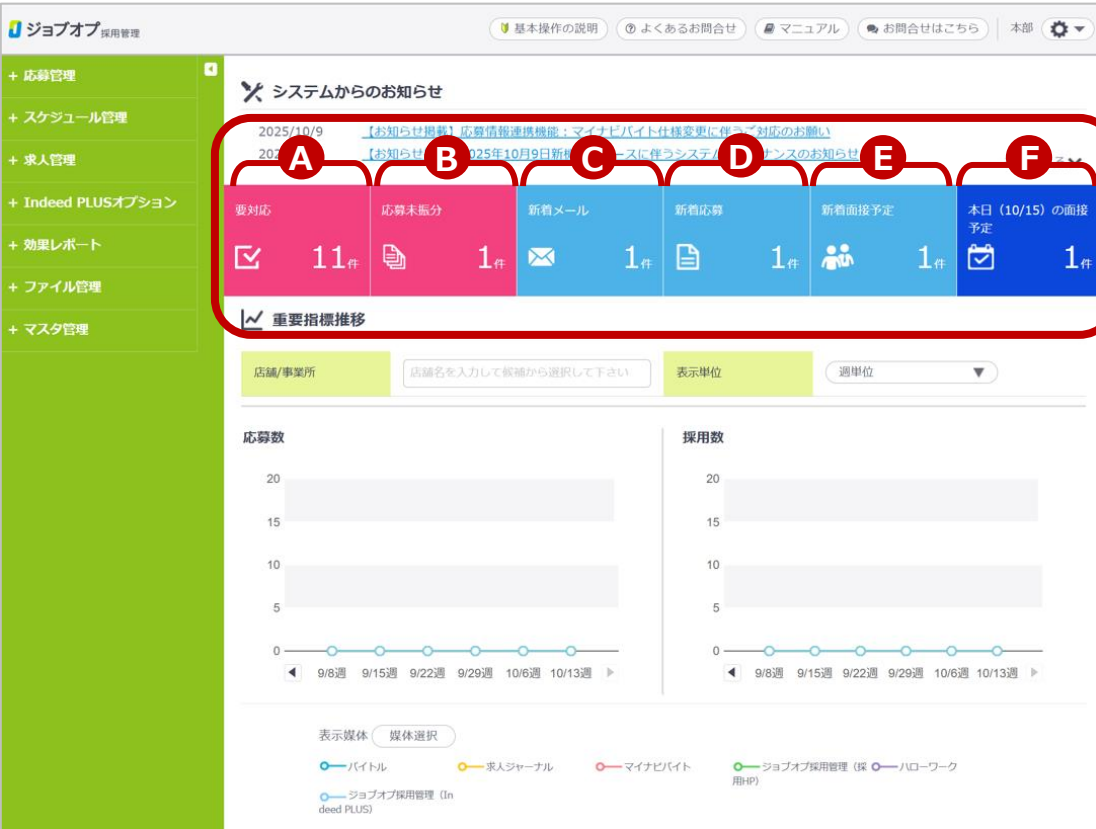 ジョブオプ採用管理
基本操作の説明 よくあるお問合せ マニュアル お問合せはこちら 本部
+ 応募管理
+ スケジュール管理
+ 求人管理
+ Indeed PLUSオプション
+ 効果レポート
+ ファイル管理
+ マスタ管理
システムからのお知らせ
2025/10/9 【お知らせ掲載】応募情報連携機能:マイナビバイト仕様変更に伴うご対応のお願い
202 【お知らせ 025年10月9日新機 ースに伴うシステム ナンスのお知らせ
A B C D E F
要対応 応募未振分 新着メール 新着応募 新着面接予定 本日(10/15)の面接
予定
11件 1件 1件 1件 1件 1件
重要指標推移
店舗/事業所 店舗名を入力して候補から選択して下さい 表示単位 週単位 ▼
応募数 採用数
20 20
15 15
10 10
5 5
0 0
9/8週 9/15週 9/22週 9/29週 10/6週 10/13週 9/8週 9/15週 9/22週 9/29週 10/6週 10/13週
表示媒体 媒体選択
バイトル 求人ジャーナル マイナビバイト ジョブオプ採用管理(採 ハローワーク
用HP)
ジョブオプ採用管理(In
deed PLUS)